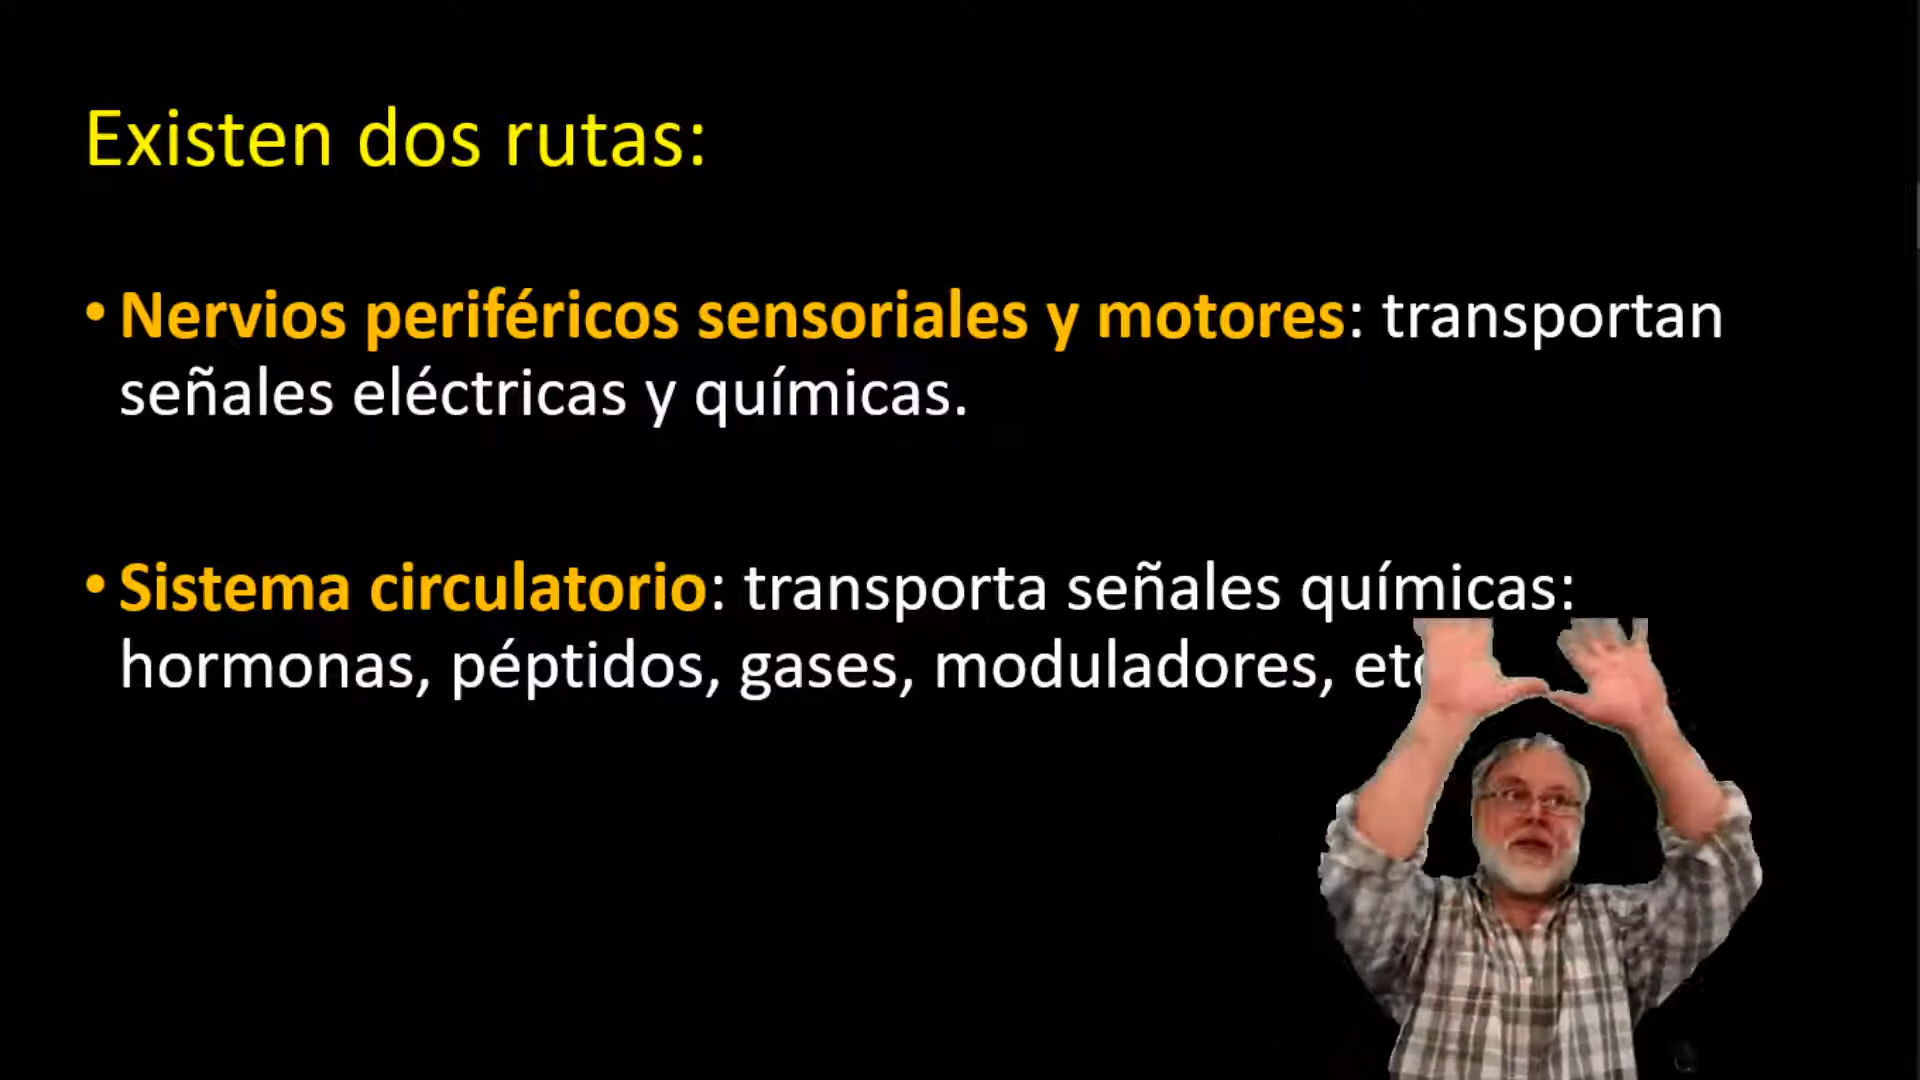 Existen dos rutas:
• Nervios periféricos sensoriales y motores: transportan
señales eléctricas y químicas.
• Sistema circulatorio: transporta señales químicas:
hormonas, péptidos, gases, moduladores, etc